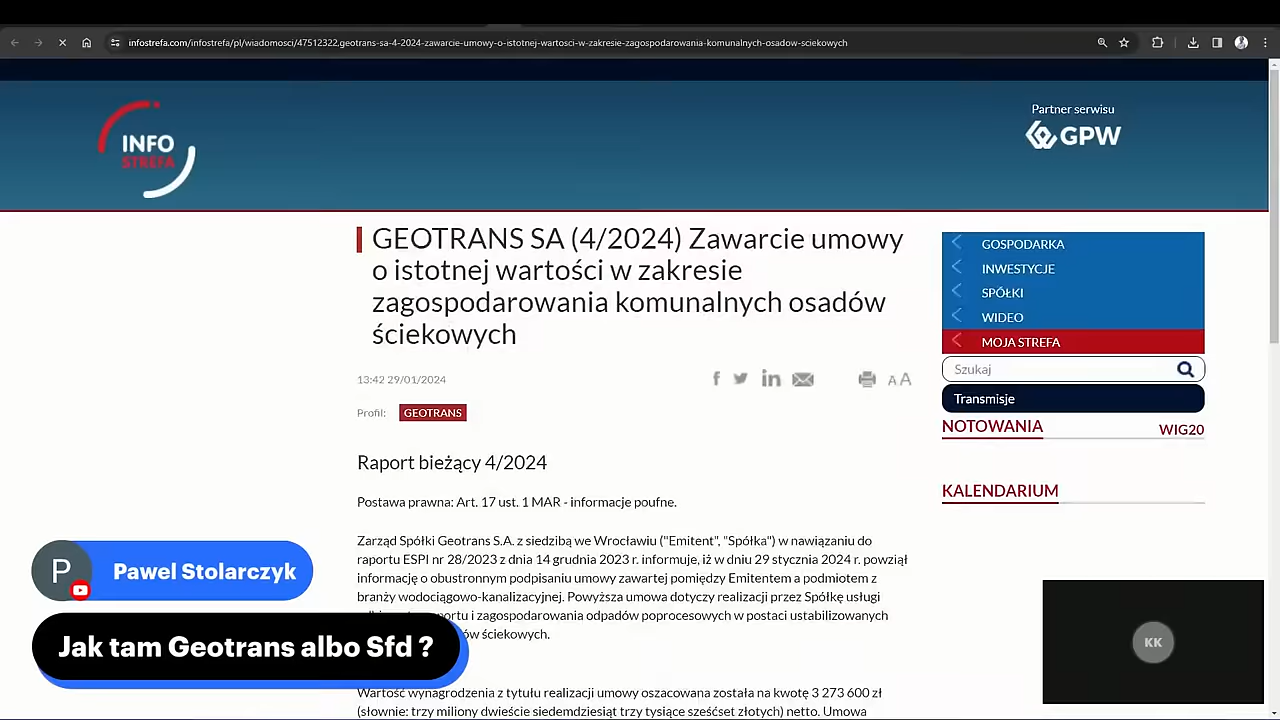 infostrefa.com/infostrefa/pl/wiadomosci/47512322.geotrans-sa-4-2024-zawarcie-umowy-o-istotnej-wartosci-w-zakresie-zagospodarowania-komunalnych-osadow-sciekowych
INFO
STREFA
Partner serwisu
GPW
GEOTRANS SA (4/2024) Zawarcie umowy
o istotnej wartości w zakresie
zagospodarowania komunalnych osadów
ściekowych
13:42 29/01/2024
A A
Profil: GEOTRANS
Raport bieżący 4/2024
Postawa prawna: Art. 17 ust. 1 MAR - informacje poufne.
Zarząd Spółki Geotrans S.A. z siedzibą we Wrocławiu ("Emitent", "Spółka") w nawiązaniu do
raportu ESPI nr 28/2023 z dnia 14 grudnia 2023 r. informuje, iż w dniu 29 stycznia 2024 r. powziął
informację o obustronnym podpisaniu umowy zawartej pomiędzy Emitentem a podmiotem z
branży wodociągowo-kanalizacyjnej. Powyższa umowa dotyczy realizacji przez Spółkę usługi
i zagospodarowania odpadów poprocesowych w postaci ustabilizowanych
ściekowych.
Wartość wynagrodzenia z tytułu realizacji umowy oszacowana została na kwotę 3 273 600 zł
(słownie: trzy miliony dwieście siedemdziesiąt trzy tysiące sześćset złotych) netto. Umowa
GOSPODARKA
INWESTYCJE
SPÓŁKI
WIDEO
MOJA STREFA
Szukaj
Transmisje
NOTOWANIA WIG20
KALENDARIUM
P Pawel Stolarczyk
Jak tam Geotrans albo Sfd ?
KK